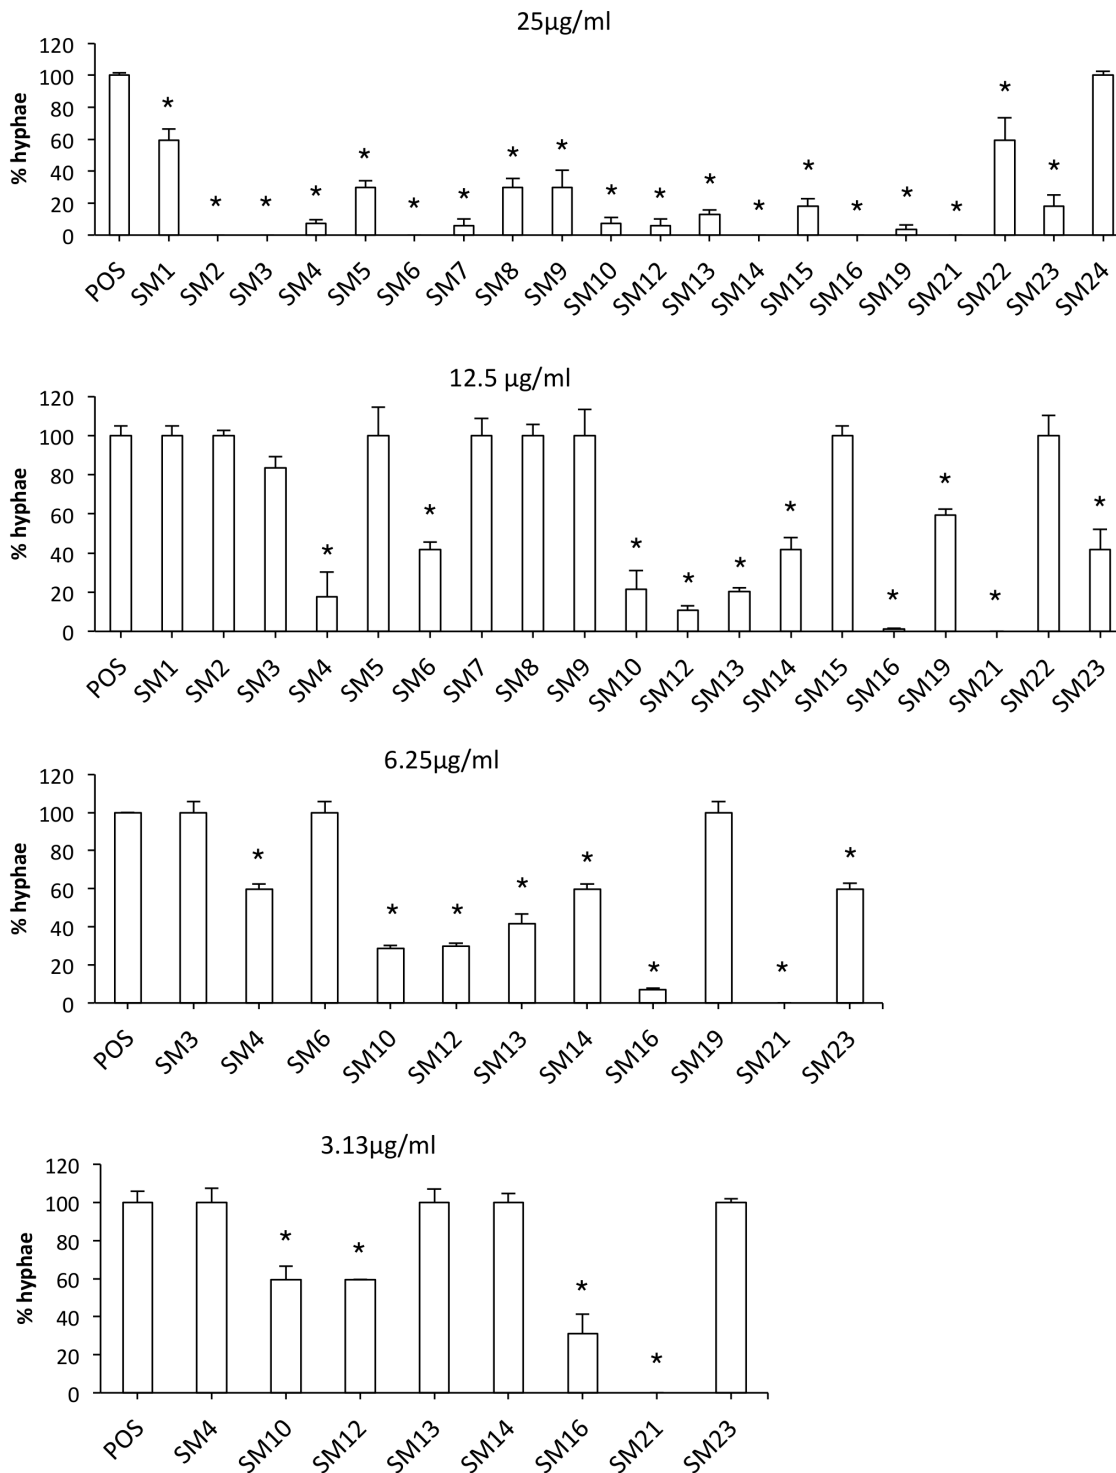 25µg/ml
120
100
80
60
40
20
0
% hyphae
* * * * * * * * * * * * * * * * * * *
POS SM1 SM2 SM3 SM4 SM5 SM6 SM7 SM8 SM9 SM10 SM12 SM13 SM14 SM15 SM16 SM19 SM21 SM22 SM23 SM24
12.5 µg/ml
120
100
80
60
40
20
0
% hyphae
* * * * * * * * * *
POS SM1 SM2 SM3 SM4 SM5 SM6 SM7 SM8 SM9 SM10 SM12 SM13 SM14 SM15 SM16 SM19 SM21 SM22 SM23
6.25µg/ml
120
100
80
60
40
20
0
% hyphae
* * * * * * * *
POS SM3 SM4 SM6 SM10 SM12 SM13 SM14 SM16 SM19 SM21 SM23
3.13µg/ml
120
100
80
60
40
20
0
% hyphae
* * * *
POS SM4 SM10 SM12 SM13 SM14 SM16 SM21 SM23